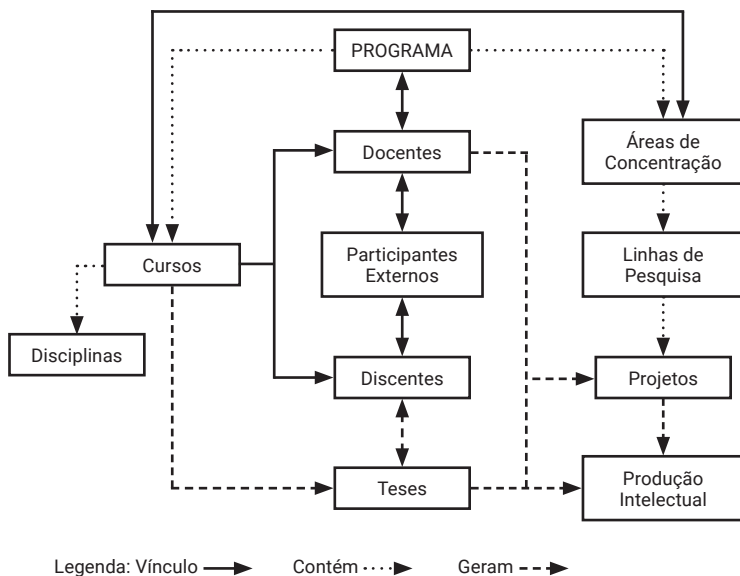 PROGRAMA
Docentes
Áreas de
Concentração
Cursos
Participantes
Externos
Linhas de
Pesquisa
Disciplinas
Discentes
Projetos
Teses
Produção
Intelectual
Legenda: Vínculo Contém Geram